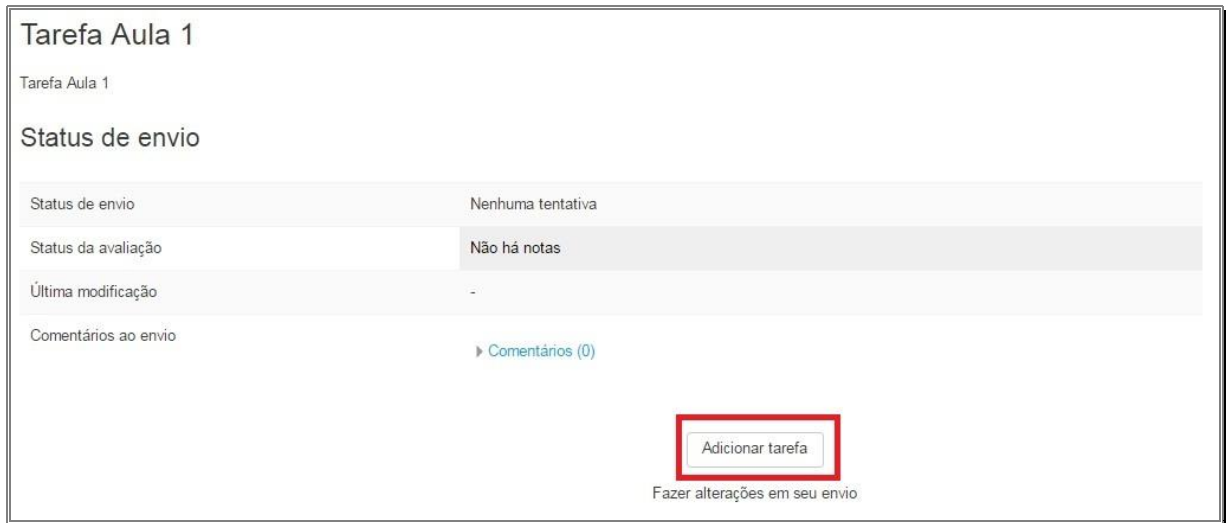 Tarefa Aula 1
Tarefa Aula 1
Status de envio
Status de envio Nenhuma tentativa
Status da avaliação Não há notas
Última modificação -
Comentários ao envio
Comentários (0)
Adicionar tarefa
Fazer alterações em seu envio